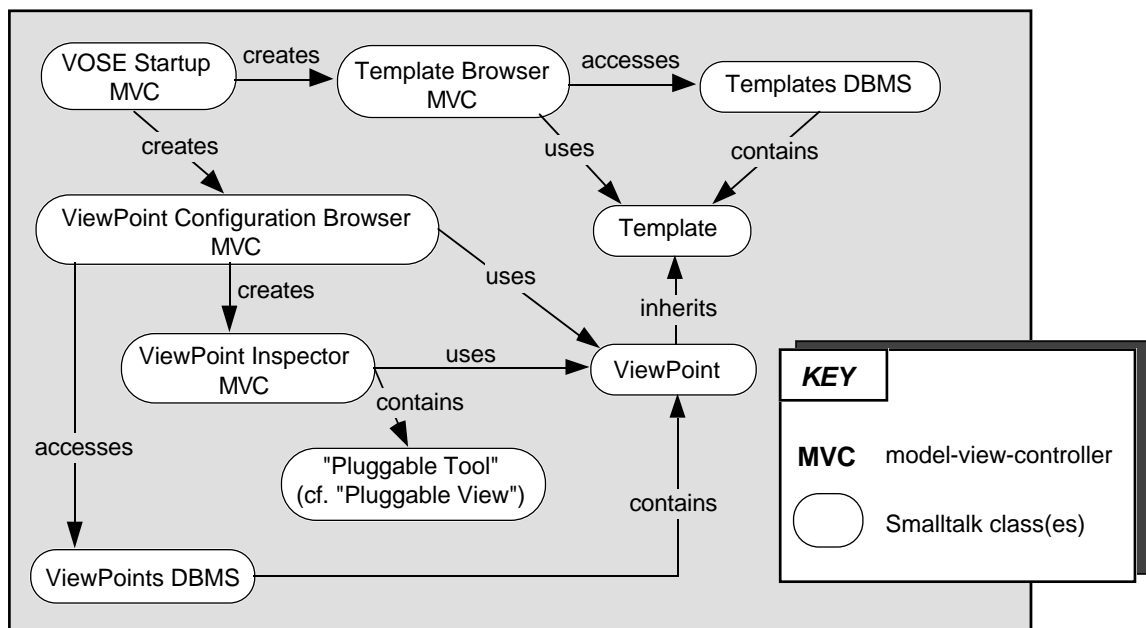 VOSE Startup
MVC
creates
Template Browser
MVC
accesses
Templates DBMS
creates
uses
contains
ViewPoint Configuration Browser
MVC
Template
uses
creates
inherits
ViewPoint Inspector
MVC
uses
ViewPoint
contains
accesses
"Pluggable Tool"
(cf. "Pluggable View")
contains
ViewPoints DBMS
KEY
MVC model-view-controller
Smalltalk class(es)